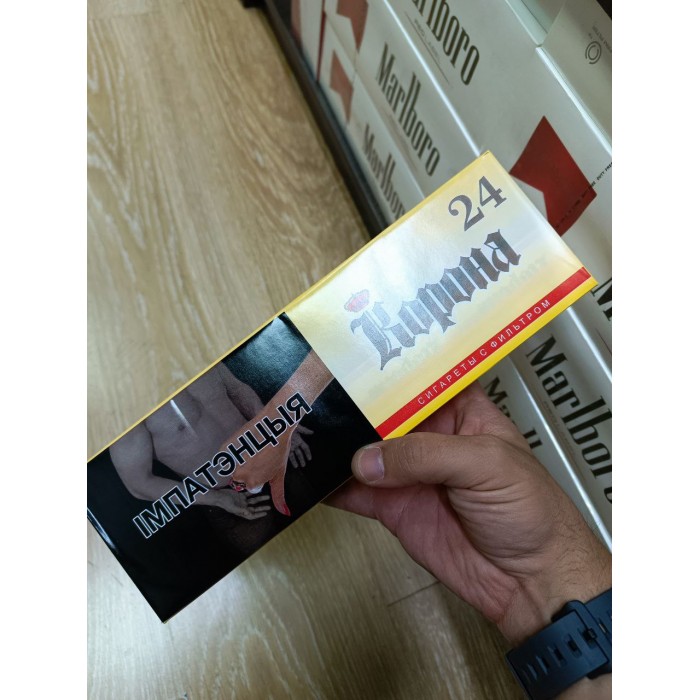 24
Корона
СИГАРЕТЫ С ФИЛЬТРОМ
ІМПАТЭНЦЫЯ
Marlboro
Marlboro
Marlboro
Marlboro